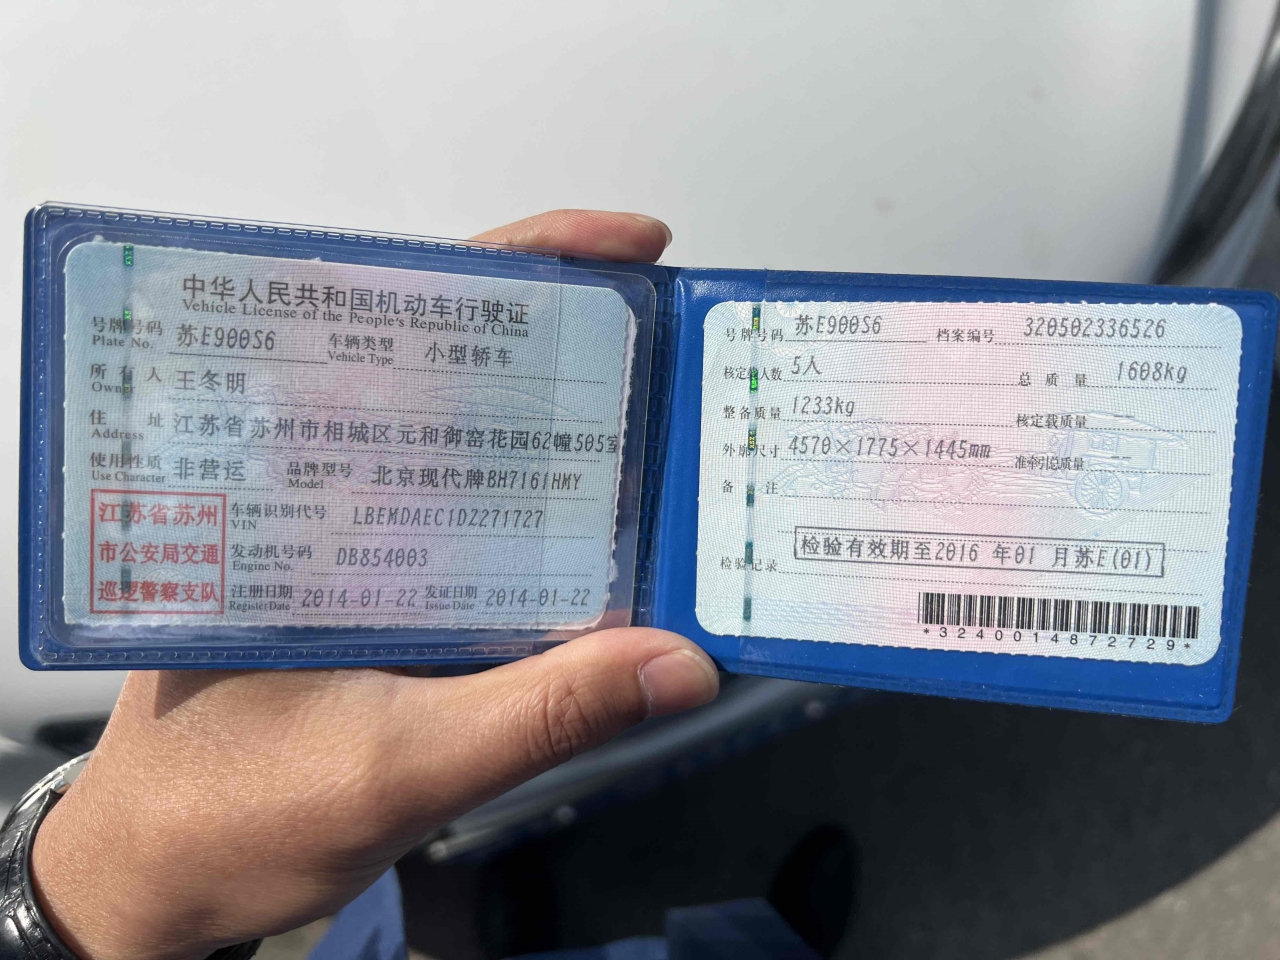 中华人民共和国机动车行驶证
Vehicle License of the People's Republic of China
号牌号码 苏E900S6 车辆类型 小型轿车
Plate No. Vehicle Type
所有人 王冬明
Owner
住址 江苏省苏州市相城区元和御窑花园62幢505室
Address
使用性质 非营运 品牌型号 北京现代牌BH7161HMY
Use Character Model
江苏省苏州
市公安局交通
巡逻警察支队
车辆识别代号 LBEMDAEC1DZ271727
VIN
发动机号码 DB854003
Engine No.
注册日期 2014-01-22 发证日期 2014-01-22
Register Date Issue Date
号牌号码 苏E900S6 档案编号 320502336526
核定载人数 5人 总质量 1608kg
整备质量 1233kg 核定载质量
外廓尺寸 4570×1775×1445mm 准牵引总质量 --
备注
检验记录 检验有效期至2016 年01 月苏E(01)
*3240014872729*